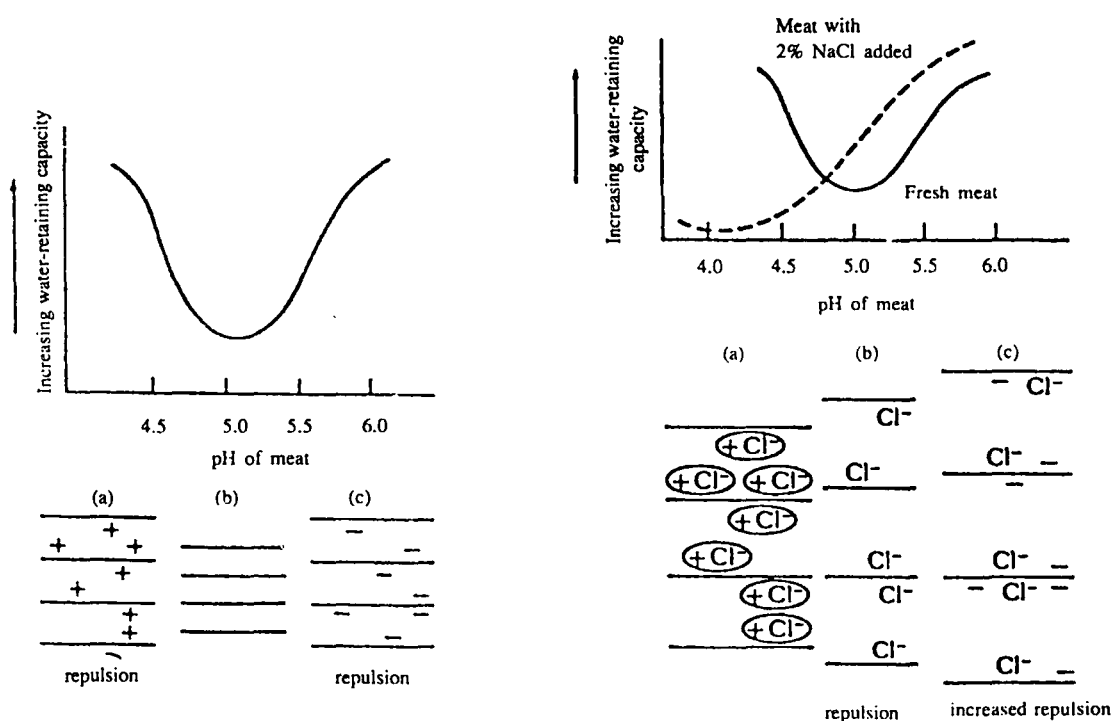 Increasing water-retaining capacity
4.5 5.0 5.5 6.0
pH of meat
(a) (b) (c)
+ −
+ + −
+ −
+ −
+ − −
+ −
repulsion repulsion
Meat with
2% NaCl added
Increasing water-retaining
capacity
Fresh meat
4.0 4.5 5.0 5.5 6.0
pH of meat
(a) (b) (c)
− Cl⁻
Cl⁻
+ Cl⁻
Cl⁻ Cl⁻ −
+ Cl⁻ + Cl⁻ −
+ Cl⁻
+ Cl⁻ Cl⁻ Cl⁻ −
+ Cl⁻ Cl⁻ − Cl⁻ −
+ Cl⁻ Cl⁻
Cl⁻ −
repulsion increased repulsion